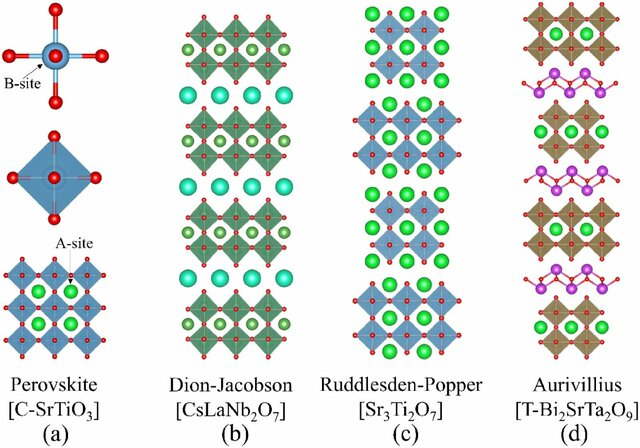 B-site
A-site
Perovskite
[C-SrTiO₃]
(a)
Dion-Jacobson
[CsLaNb₂O₇]
(b)
Ruddlesden-Popper
[Sr₃Ti₂O₇]
(c)
Aurivillius
[T-Bi₂SrTa₂O₉]
(d)